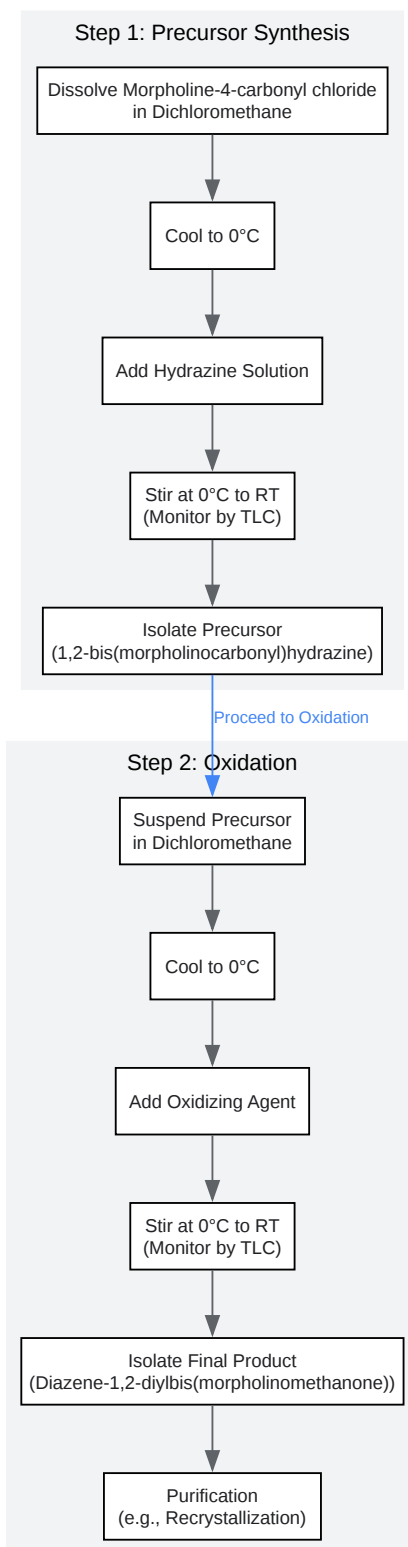 Step 1: Precursor Synthesis
Dissolve Morpholine-4-carbonyl chloride
in Dichloromethane
Cool to 0°C
Add Hydrazine Solution
Stir at 0°C to RT
(Monitor by TLC)
Isolate Precursor
(1,2-bis(morpholinocarbonyl)hydrazine)
Proceed to Oxidation
Step 2: Oxidation
Suspend Precursor
in Dichloromethane
Cool to 0°C
Add Oxidizing Agent
Stir at 0°C to RT
(Monitor by TLC)
Isolate Final Product
(Diazene-1,2-diylbis(morpholinomethanone))
Purification
(e.g., Recrystallization)